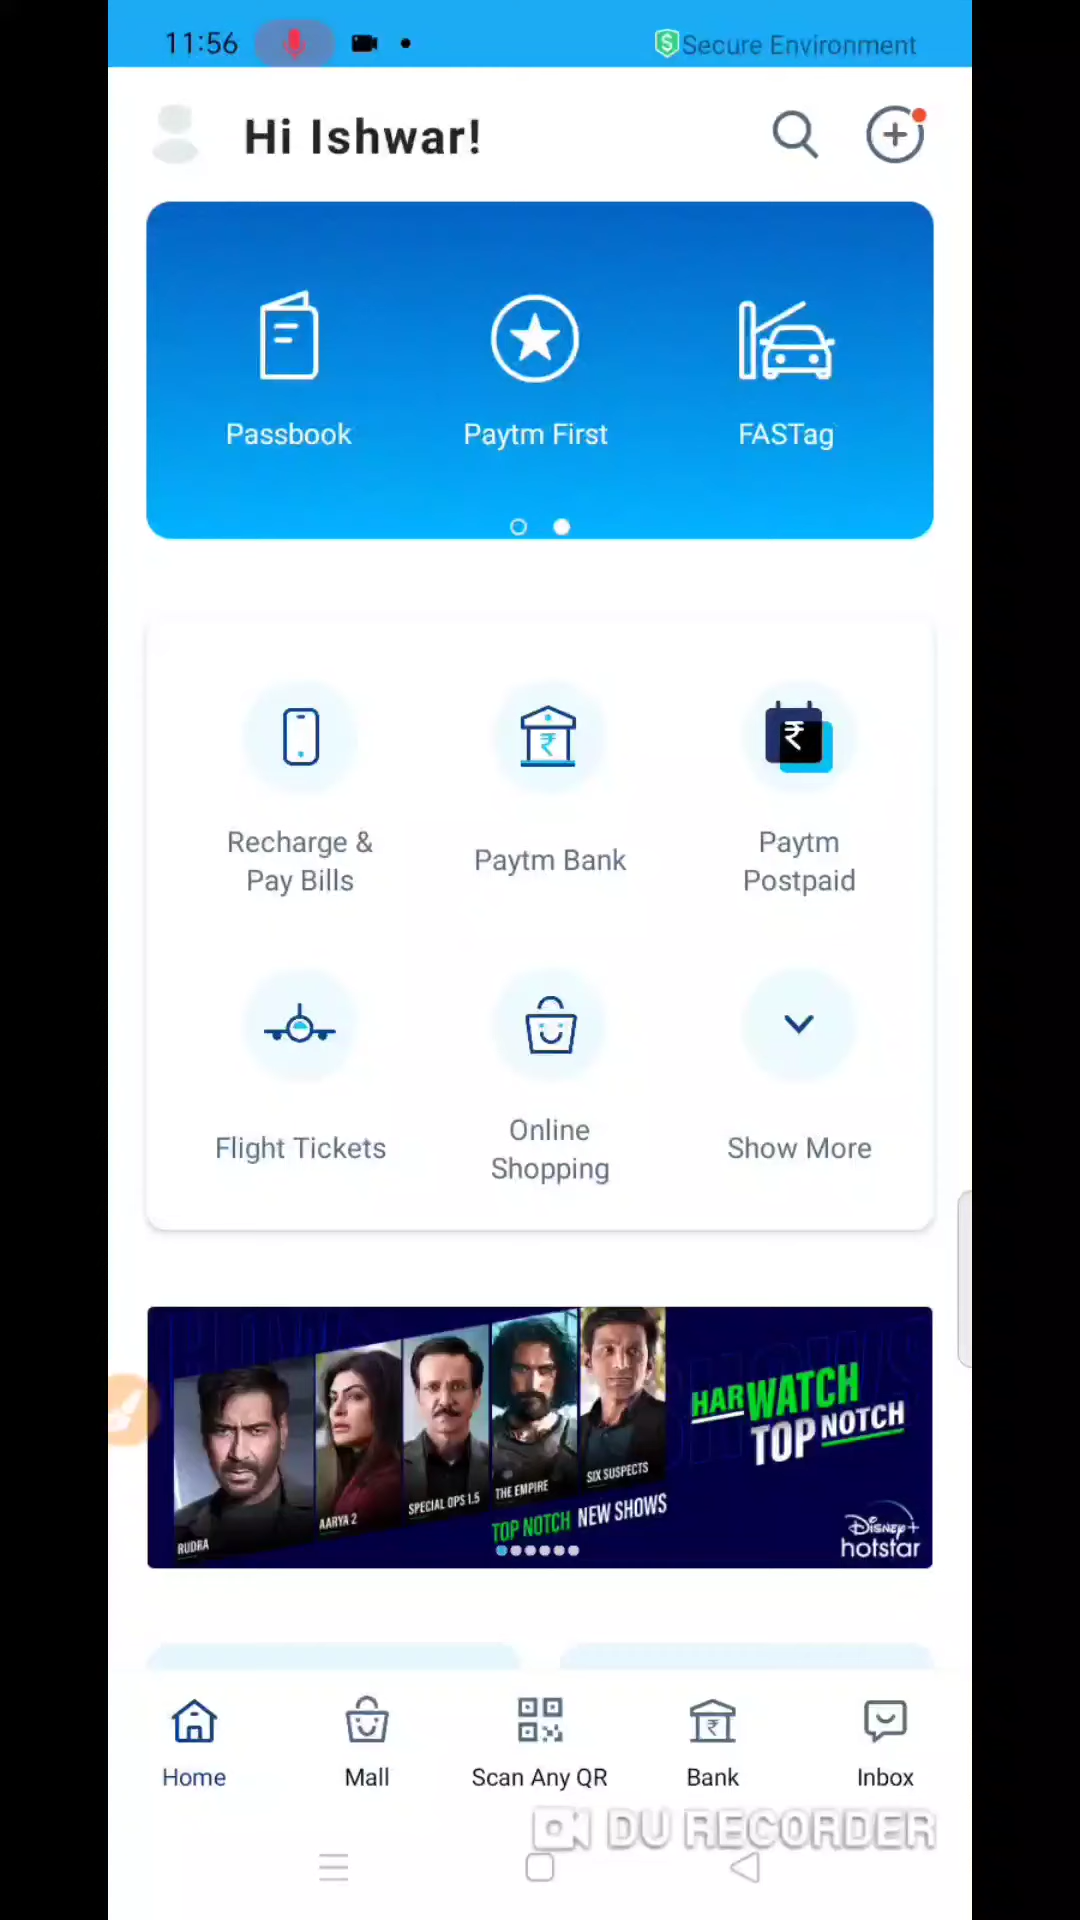 11:56
Secure Environment
Hi Ishwar!
Passbook
Paytm First
FASTag
Recharge &
Pay Bills
Paytm Bank
Paytm
Postpaid
Flight Tickets
Online
Shopping
Show More
RUDRA
AARYA 2
SPECIAL OPS 1.5
THE EMPIRE
SIX SUSPECTS
TOP NOTCH NEW SHOWS
HAR WATCH
TOP NOTCH
Disney+
hotstar
Home
Mall
Scan Any QR
Bank
Inbox
DU RECORDER